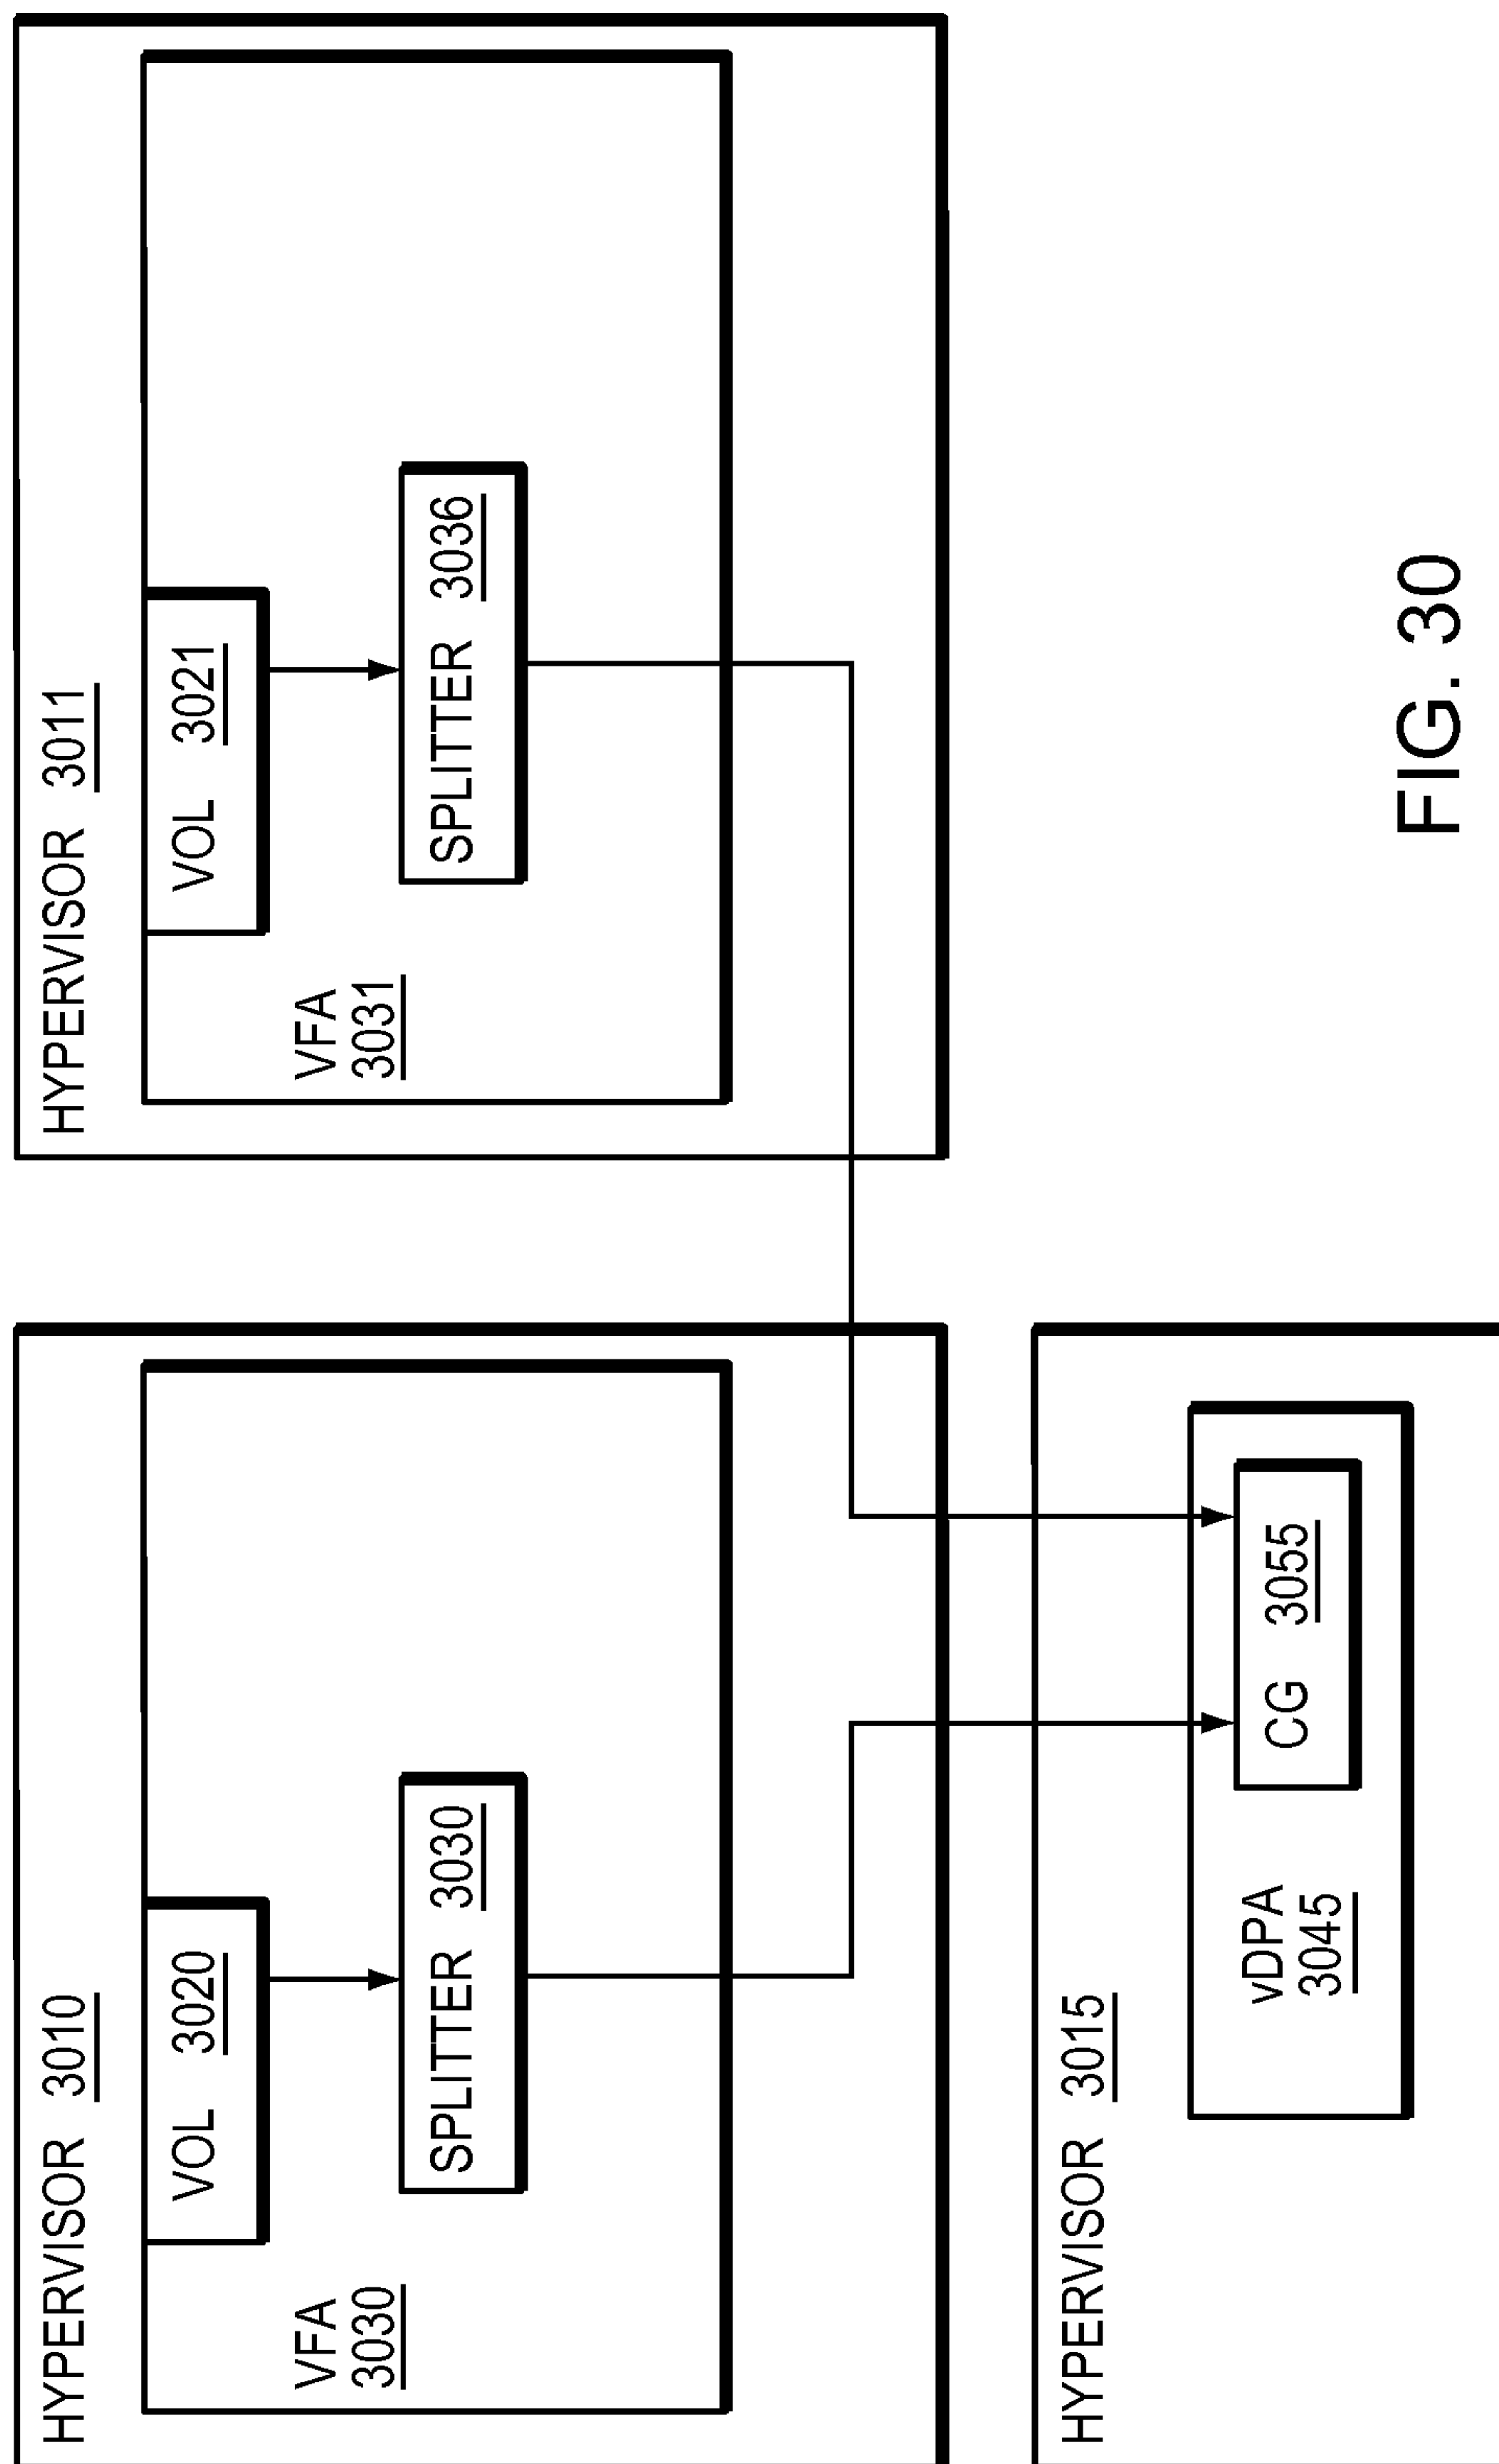 HYPERVISOR 3010
VOL 3020
VFA
3030
SPLITTER 3030
HYPERVISOR 3011
VOL 3021
VFA
3031
SPLITTER 3036
HYPERVISOR 3015
vDPA
3045
CG 3055
FIG. 30